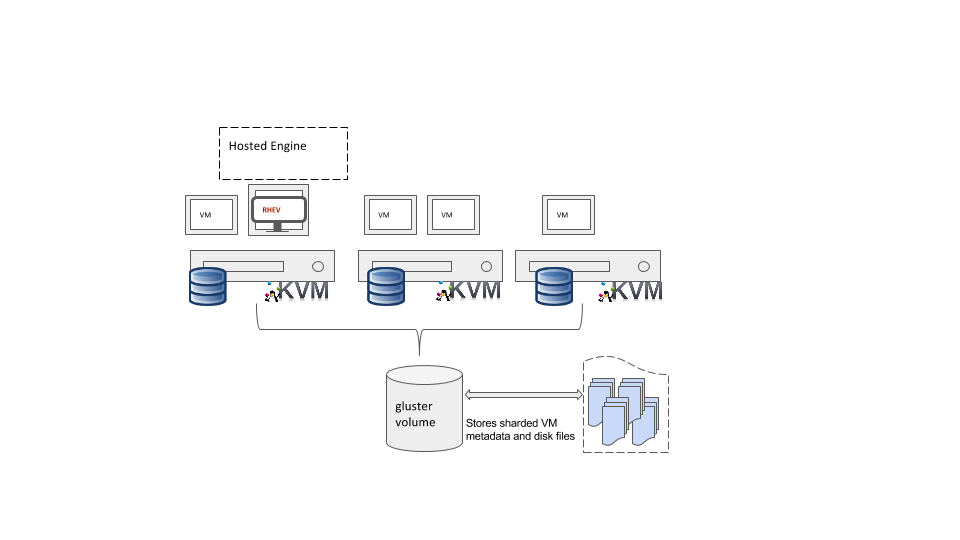 Hosted Engine
VM
RHEV
VM
VM
VM
KVM
KVM
KVM
gluster
volume
Stores sharded VM
metadata and disk files